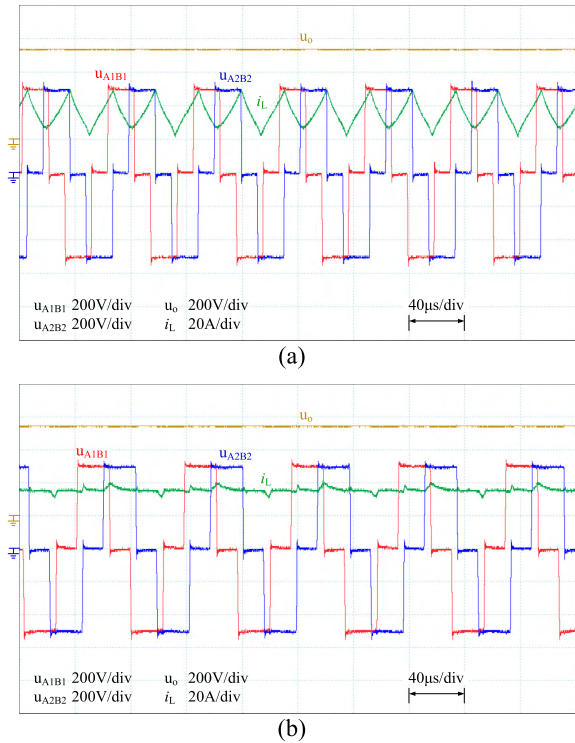 uo
uA1B1 uA2B2
iL
uA1B1 200V/div uo 200V/div 40μs/div
uA2B2 200V/div iL 20A/div
(a)
uo
uA1B1 uA2B2
iL
uA1B1 200V/div uo 200V/div 40μs/div
uA2B2 200V/div iL 20A/div
(b)